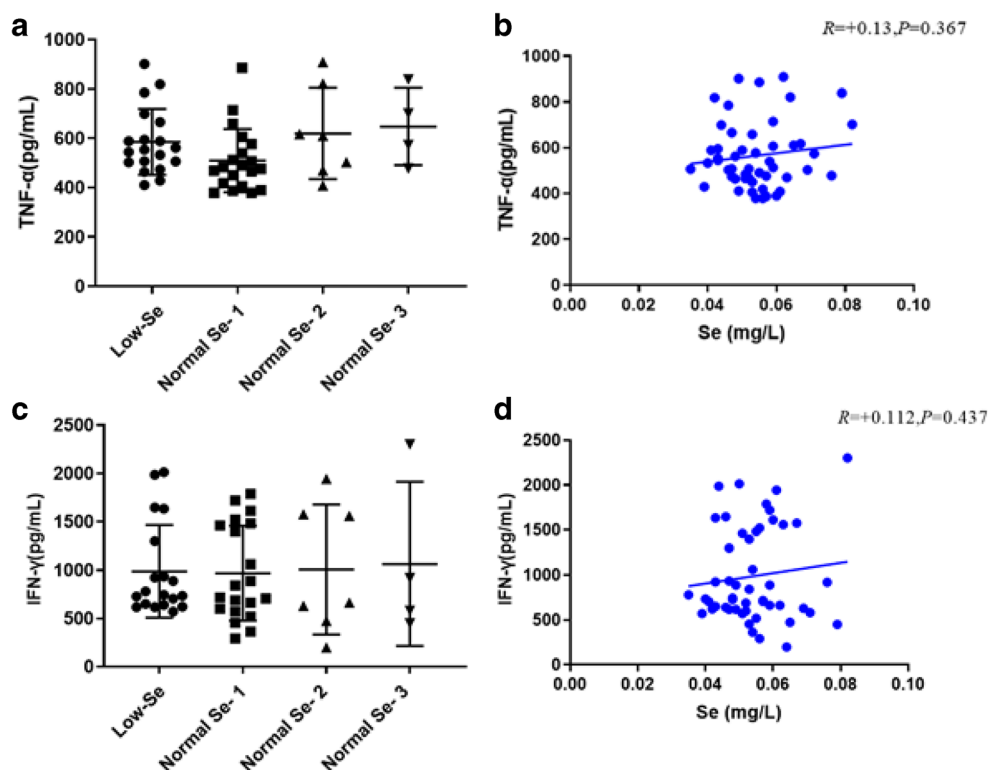 a
TNF-α(pg/mL)
1000
800
600
400
200
0
Low-Se
Normal Se- 1
Normal Se- 2
Normal Se- 3
b
R=+0.13,P=0.367
TNF-α(pg/mL)
1000
800
600
400
200
0
0.00 0.02 0.04 0.06 0.08 0.10
Se (mg/L)
c
IFN-γ(pg/mL)
2500
2000
1500
1000
500
0
Low-Se
Normal Se- 1
Normal Se- 2
Normal Se- 3
d
R=+0.112,P=0.437
IFN-γ(pg/mL)
2500
2000
1500
1000
500
0
0.00 0.02 0.04 0.06 0.08 0.10
Se (mg/L)